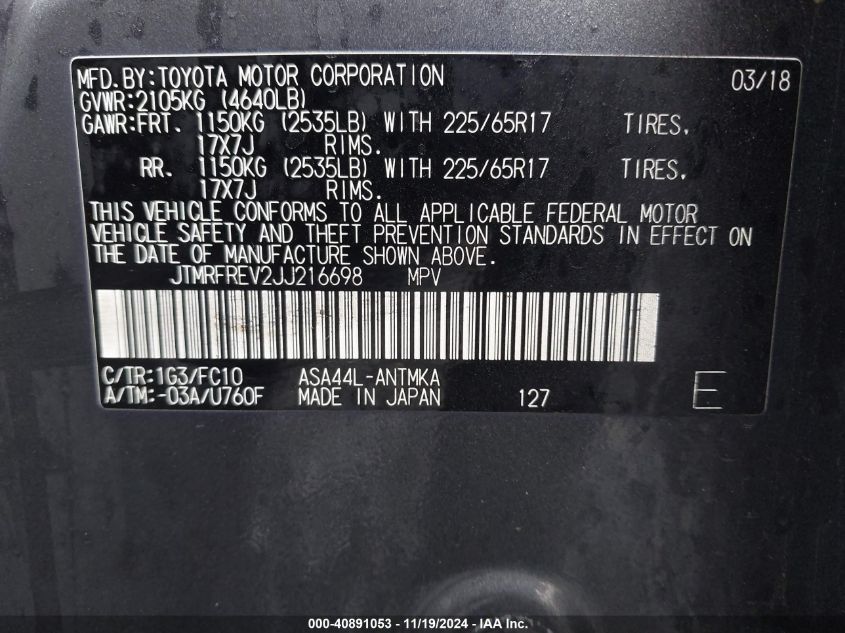 MFD.BY:TOYOTA MOTOR CORPORATION 03/18
GVWR:2105KG (4640LB)
GAWR:FRT. 1150KG (2535LB) WITH 225/65R17 TIRES,
17X7J RIMS.
RR. 1150KG (2535LB) WITH 225/65R17 TIRES,
17X7J RIMS.
THIS VEHICLE CONFORMS TO ALL APPLICABLE FEDERAL MOTOR
VEHICLE SAFETY AND THEFT PREVENTION STANDARDS IN EFFECT ON
THE DATE OF MANUFACTURE SHOWN ABOVE.
JTMRFREV2JJ216698 MPV
C/TR:1G3/FC10 ASA44L-ANTMKA
A/TM:-03A/U760F MADE IN JAPAN 127 E
000-40891053 - 11/19/2024 - IAA Inc.